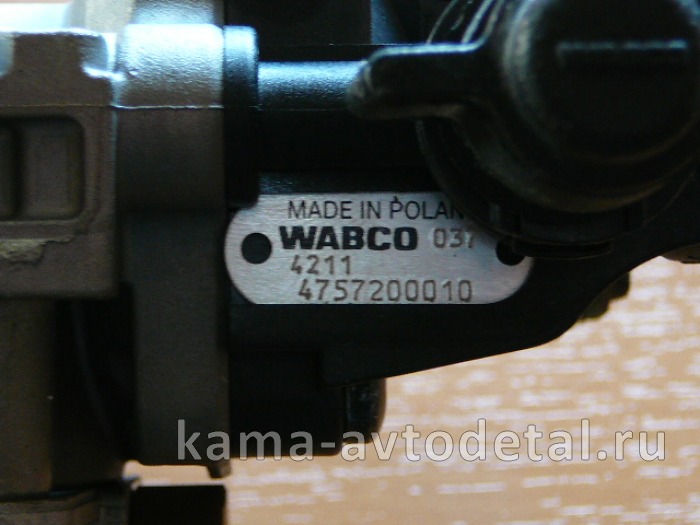 MADE IN POLAN
WABCO 037
4211
4757200010
kama-avtodetal.ru